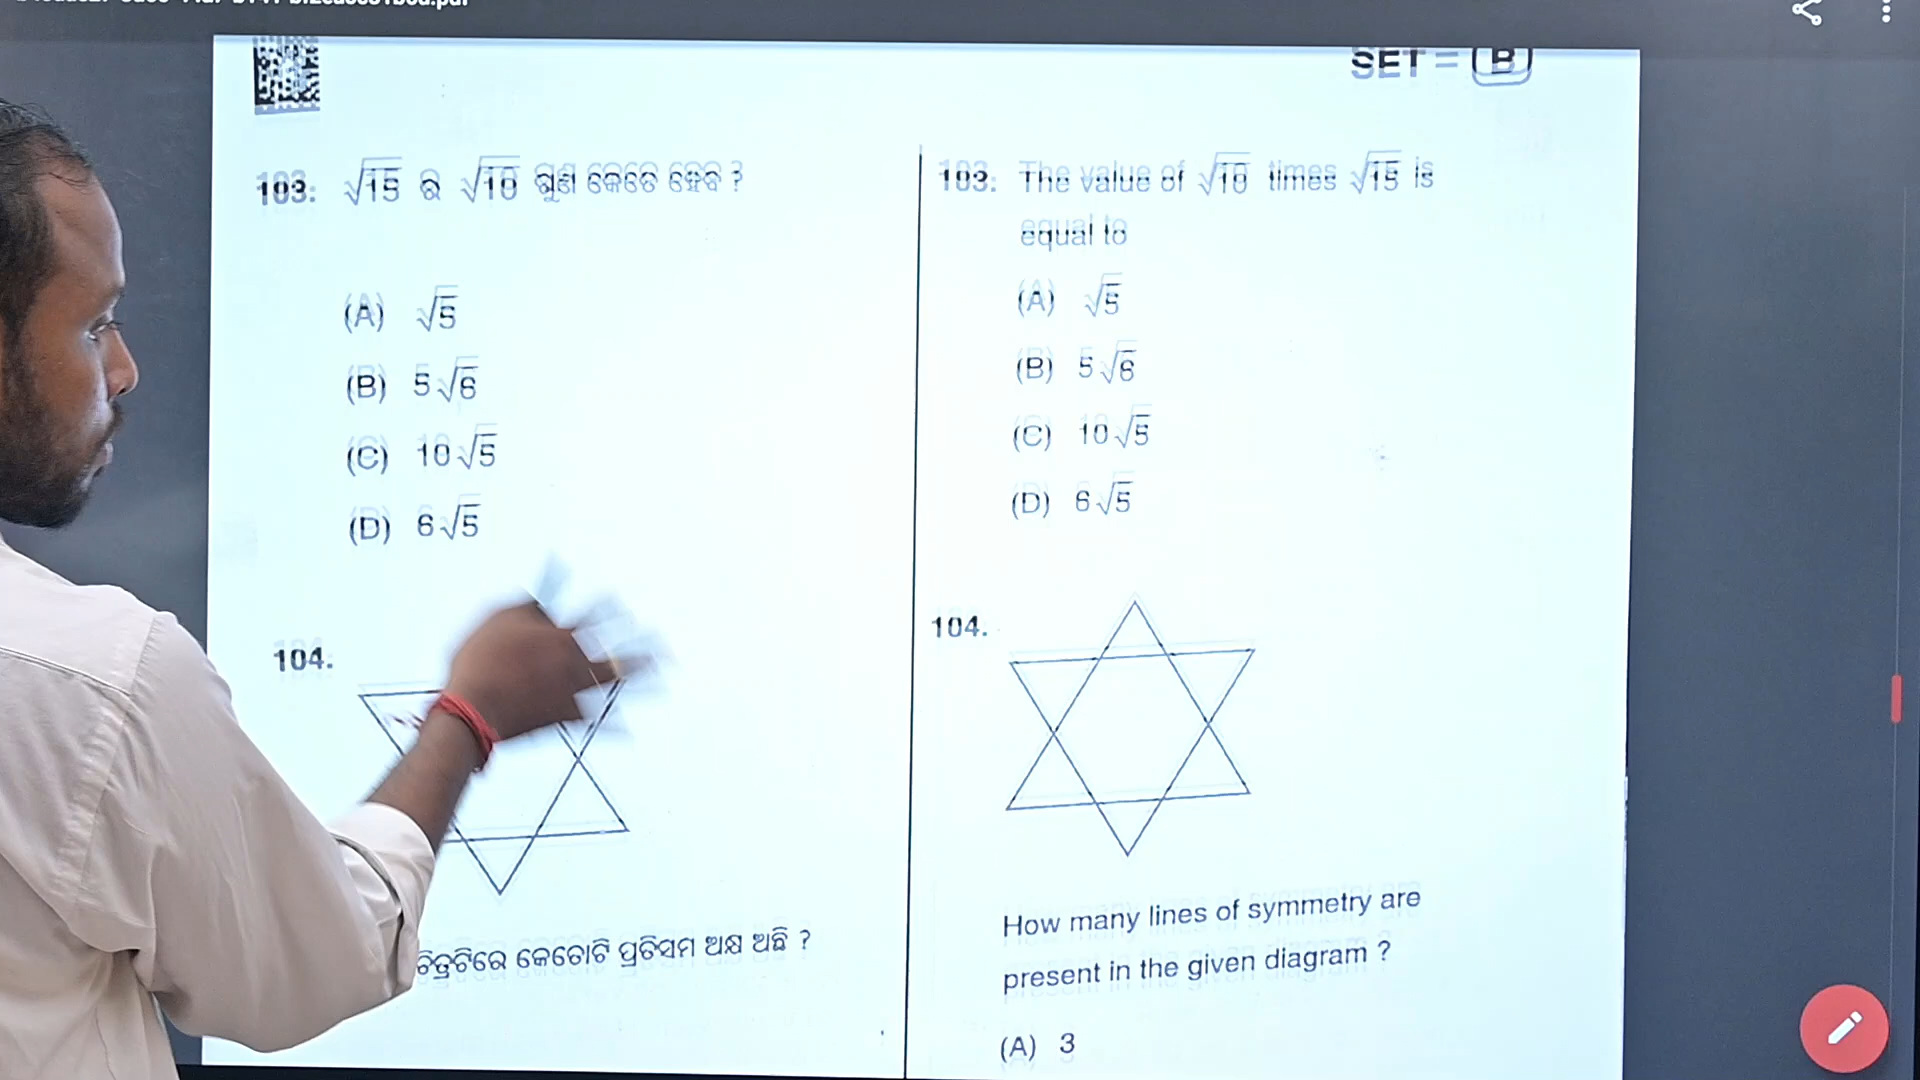 SET = B
103. √15 ର √10 ଗୁଣ କେତେ ହେବ ?
(A) √5
(B) 5√6
(C) 10√5
(D) 6√5
104.
ଚିତ୍ରଟିରେ କେତୋଟି ପ୍ରତିସମ ଅକ୍ଷ ଅଛି ?
103. The value of √10 times √15 is
equal to
(A) √5
(B) 5√6
(C) 10√5
(D) 6√5
104.
How many lines of symmetry are
present in the given diagram ?
(A) 3